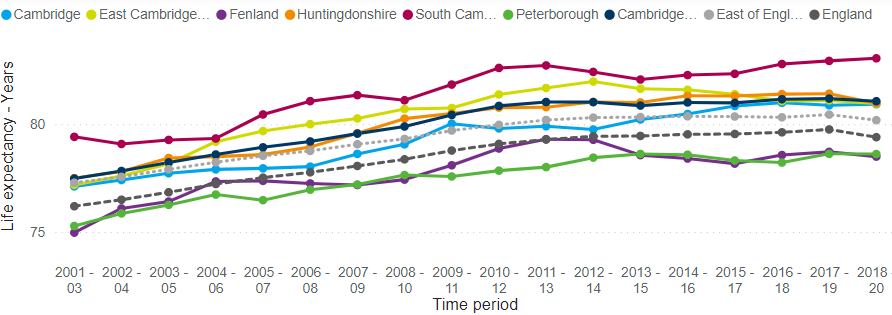 Cambridge East Cambridge... Fenland Huntingdonshire South Cam... Peterborough Cambridge... East of Engl... England
Life expectancy - Years
80
75
2001 - 2002 - 2003 - 2004 - 2005 - 2006 - 2007 - 2008 - 2009 - 2010 - 2011 - 2012 - 2013 - 2014 - 2015 - 2016 - 2017 - 2018 -
03 04 05 06 07 08 09 10 11 12 13 14 15 16 17 18 19 20
Time period